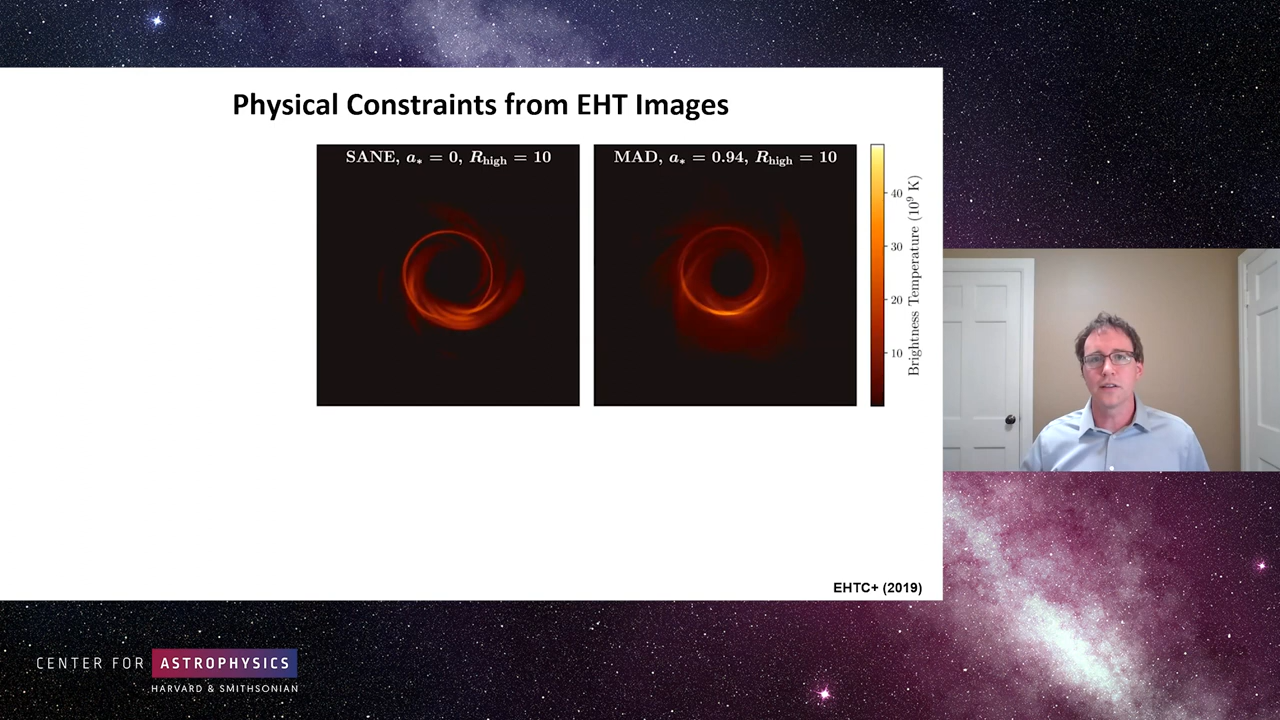 Physical Constraints from EHT Images
SANE, a* = 0, Rhigh = 10
MAD, a* = 0.94, Rhigh = 10
40
30
20
10
Brightness Temperature (10⁹ K)
EHTC+ (2019)
CENTER FOR ASTROPHYSICS
HARVARD & SMITHSONIAN